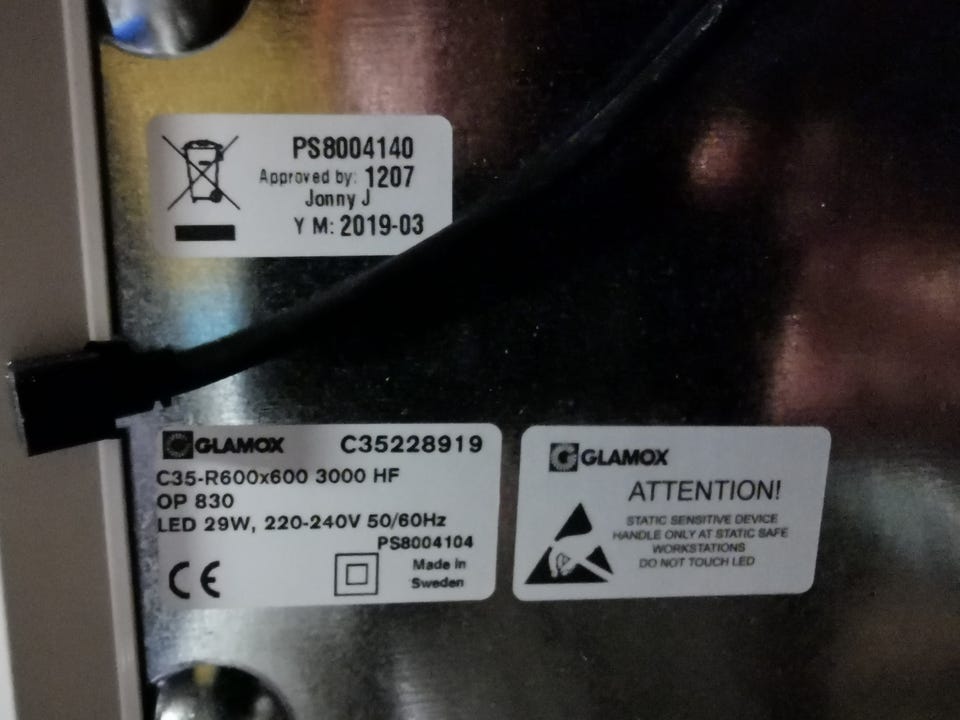 PS8004140
Approved by: 1207
Jonny J
Y M: 2019-03
GLAMOX C35228919
C35-R600x600 3000 HF
OP 830
LED 29W, 220-240V 50/60Hz
PS8004104
CE
Made in
Sweden
GLAMOX
ATTENTION!
STATIC SENSITIVE DEVICE
HANDLE ONLY AT STATIC SAFE
WORKSTATIONS
DO NOT TOUCH LED